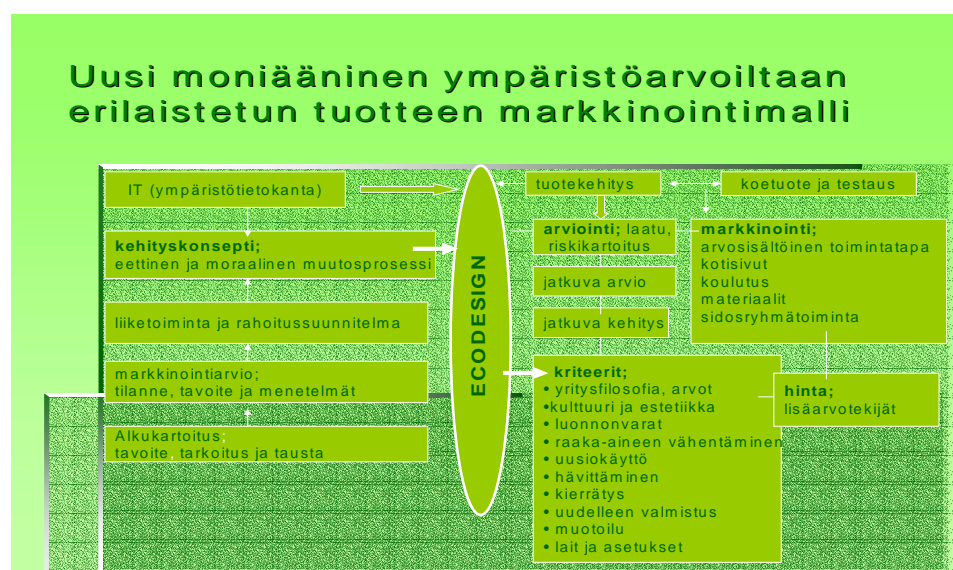 Uusi moniääninen ympäristöarvoiltaan
erilaistetun tuotteen markkinointimalli
IT (ympäristötietokanta)
kehityskonsepti;
eettinen ja moraalinen muutosprosessi
liiketoiminta ja rahoitussuunnitelma
markkinointiarvio;
tilanne, tavoite ja menetelmät
Alkukartoitus;
tavoite, tarkoitus ja tausta
ECODESIGN
tuotekehitys
koetuote ja testaus
arviointi; laatu,
riskikartoitus
jatkuva arvio
jatkuva kehitys
markkinointi;
arvosisältöinen toimintatapa
kotisivut
koulutus
materiaalit
sidosryhmätoiminta
kriteerit;
• yritysfilosofia, arvot
•kulttuuri ja estetiikka
• luonnonvarat
• raaka-aineen vähentäminen
• uusiokäyttö
• hävittäminen
• kierrätys
• uudelleen valmistus
• muotoilu
• lait ja asetukset
hinta;
lisäarvotekijät